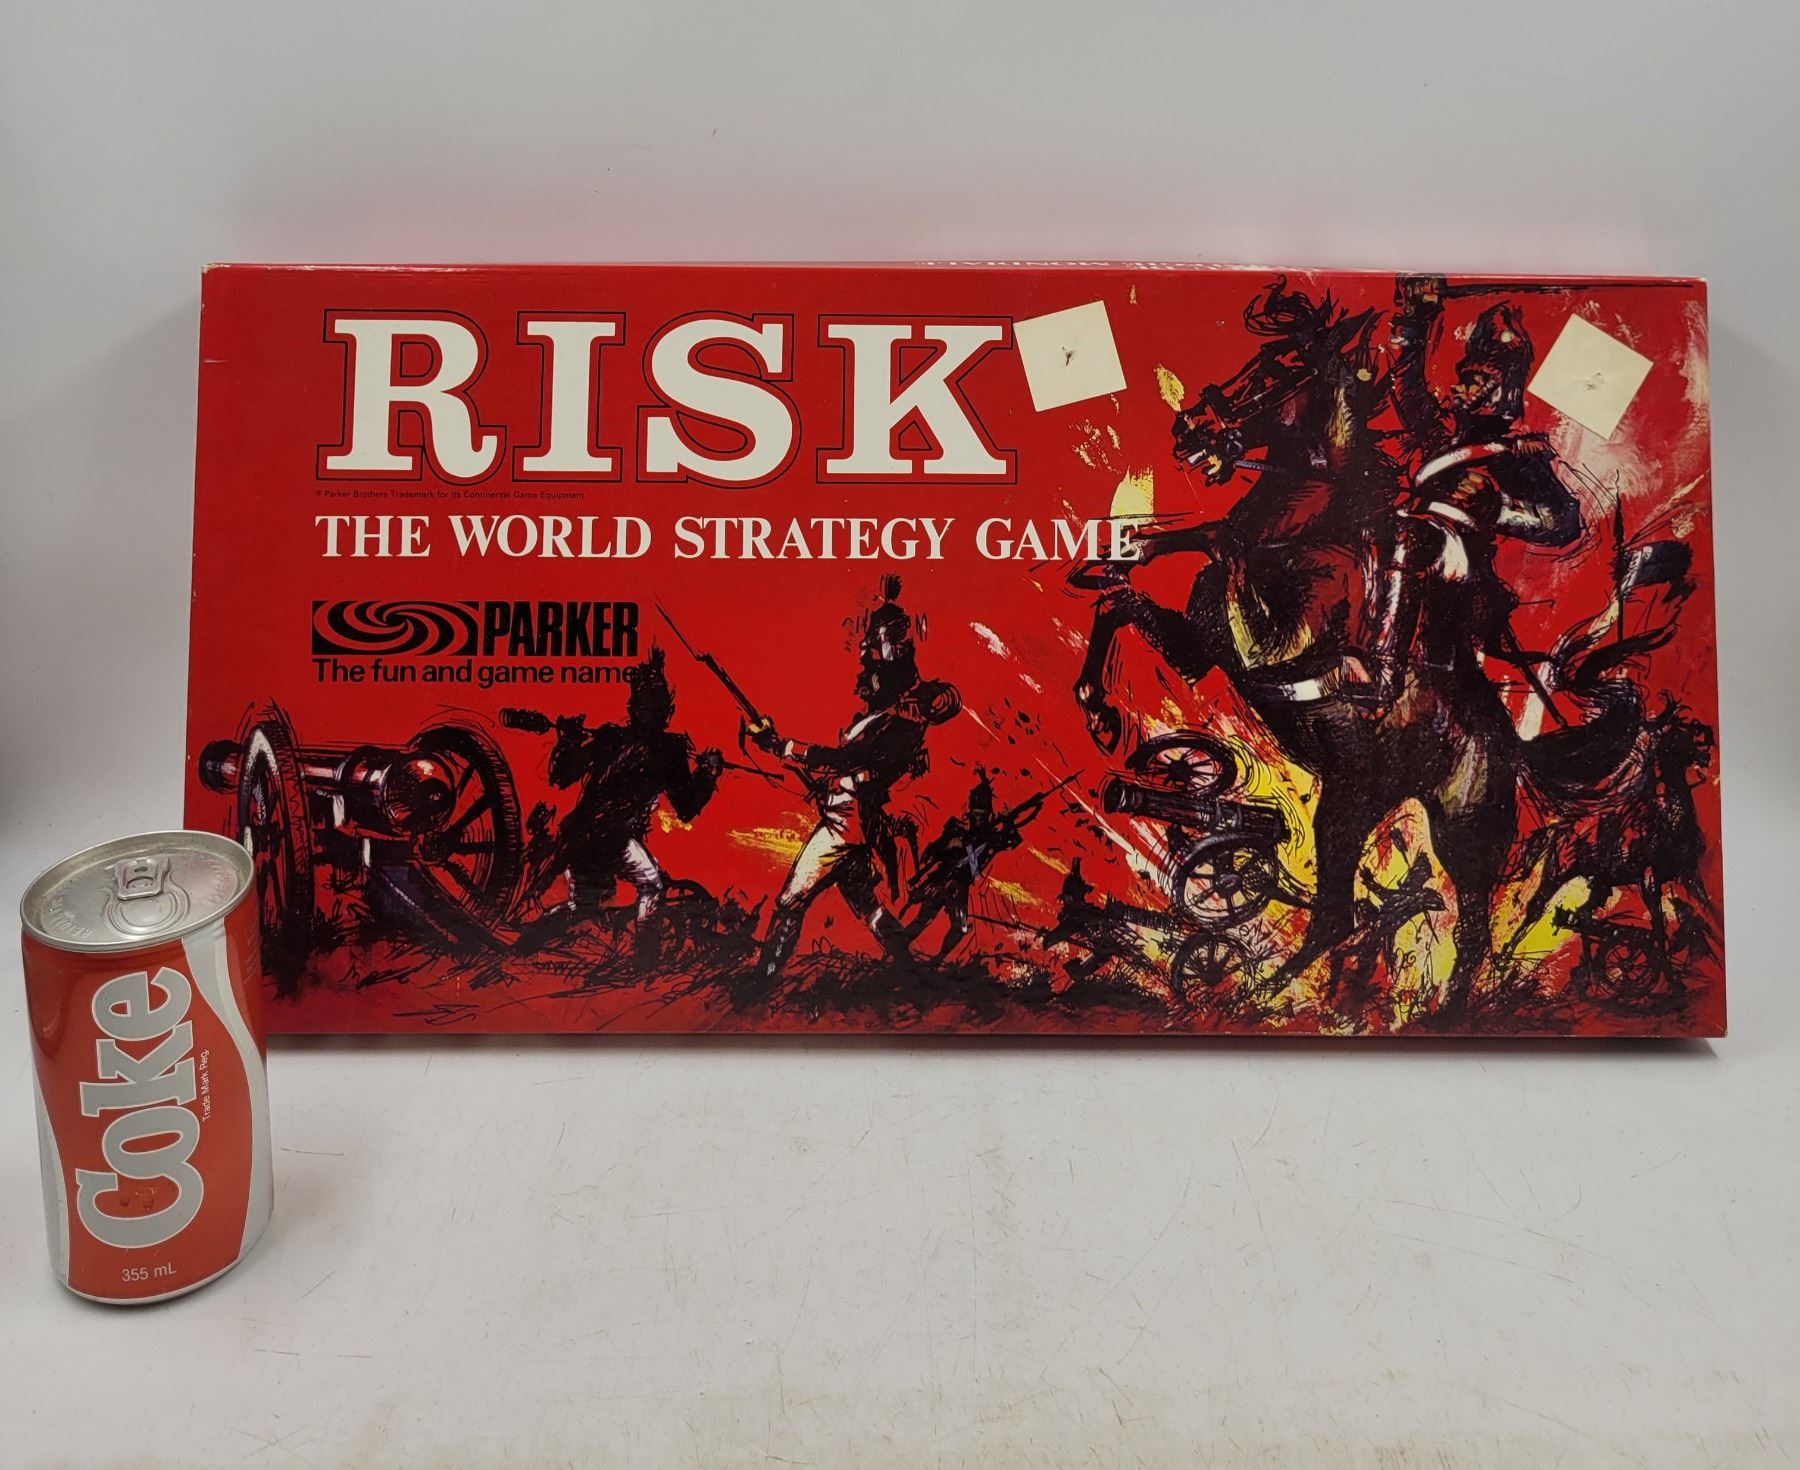 RISK
® Parker Brothers Trademark for its Continental Game Equipment
THE WORLD STRATEGY GAME
PARKER
The fun and game name
Coke
Trade Mark Reg.
355 mL